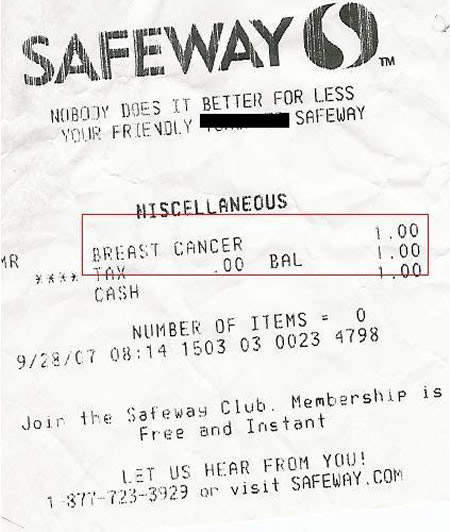 SAFEWAY TM
NOBODY DOES IT BETTER FOR LESS
YOUR FRIENDLY SAFEWAY
MISCELLANEOUS
MR BREAST CANCER 1.00
**** TAX .00 BAL 1.00
CASH 1.00
NUMBER OF ITEMS = 0
9/28/07 08:14 1503 03 0023 4798
Join the Safeway Club. Membership is
Free and Instant
LET US HEAR FROM YOU!
1-877-723-3929 or visit SAFEWAY.COM